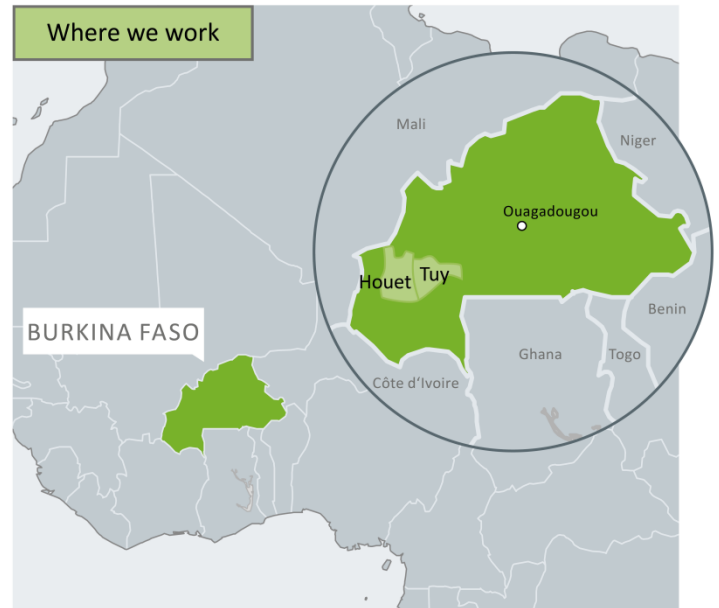 Where we work
Mali
Niger
Ouagadougou
Houet
Tuy
Benin
BURKINA FASO
Ghana
Togo
Côte d‘Ivoire